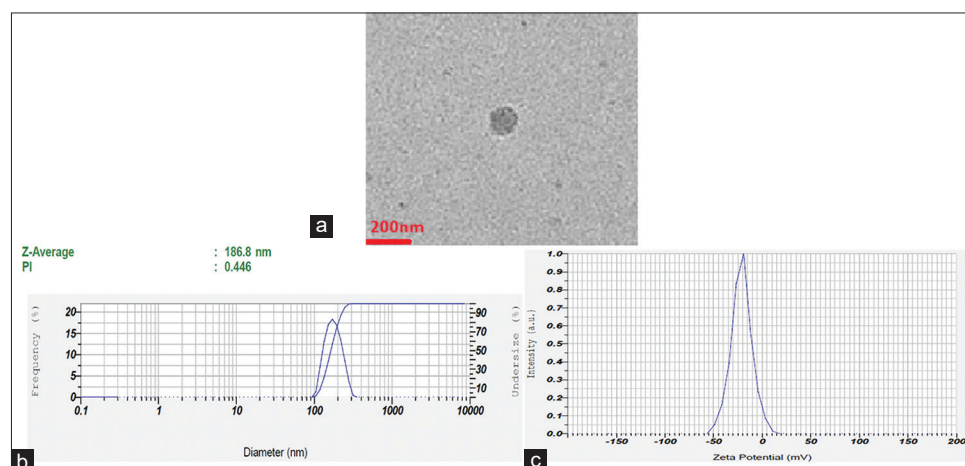 200nm
a
Z-Average : 186.8 nm
PI : 0.446
Frequency (%)
20
15
10
5
0
90
70
50
30
10
Undersize (%)
0.1 1 10 100 1000 10000
Diameter (nm)
b
Intensity (a.u.)
1.0
0.9
0.8
0.7
0.6
0.5
0.4
0.3
0.2
0.1
0.0
-150 -100 -50 0 50 100 150 200
Zeta Potential (mV)
c